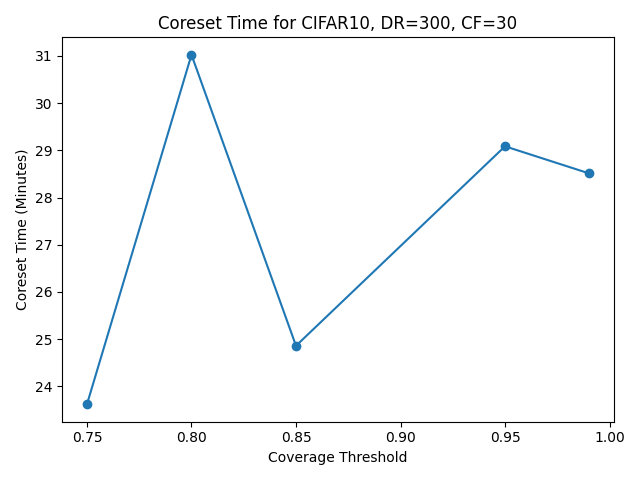 Coreset Time for CIFAR10, DR=300, CF=30
31
30
29
28
27
26
25
24
Coreset Time (Minutes)
0.75 0.80 0.85 0.90 0.95 1.00
Coverage Threshold